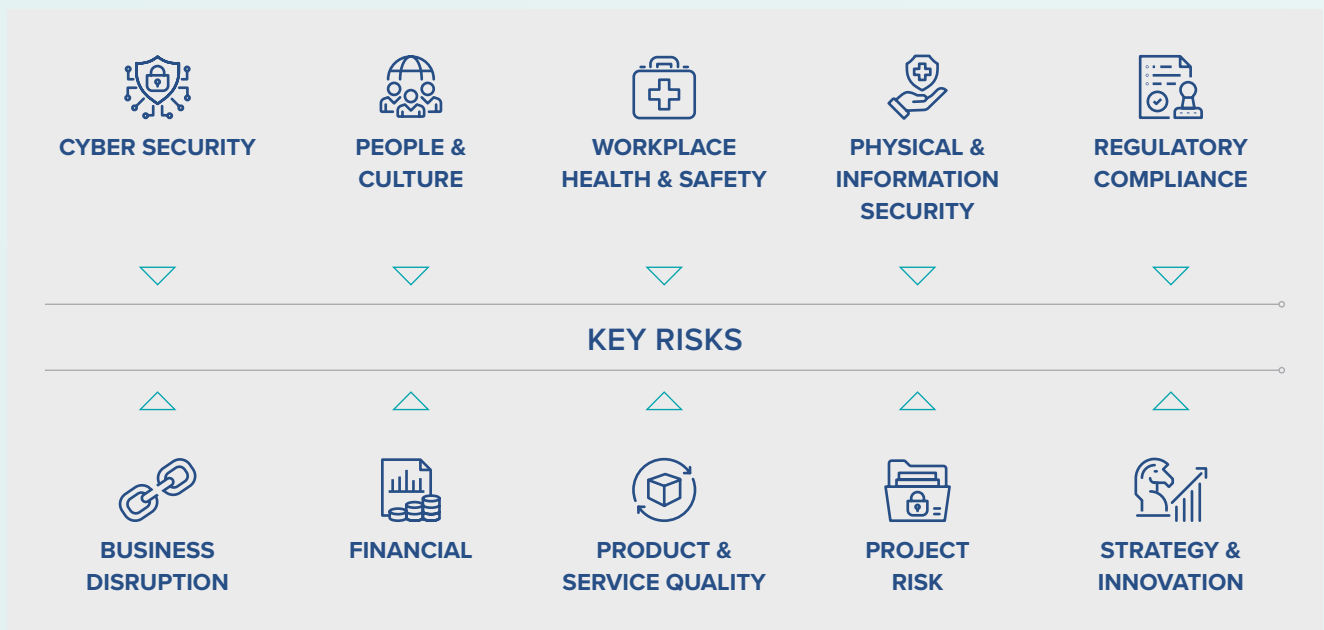 CYBER SECURITY
PEOPLE &
CULTURE
WORKPLACE
HEALTH & SAFETY
PHYSICAL &
INFORMATION
SECURITY
REGULATORY
COMPLIANCE
KEY RISKS
BUSINESS
DISRUPTION
FINANCIAL
PRODUCT &
SERVICE QUALITY
PROJECT
RISK
STRATEGY &
INNOVATION